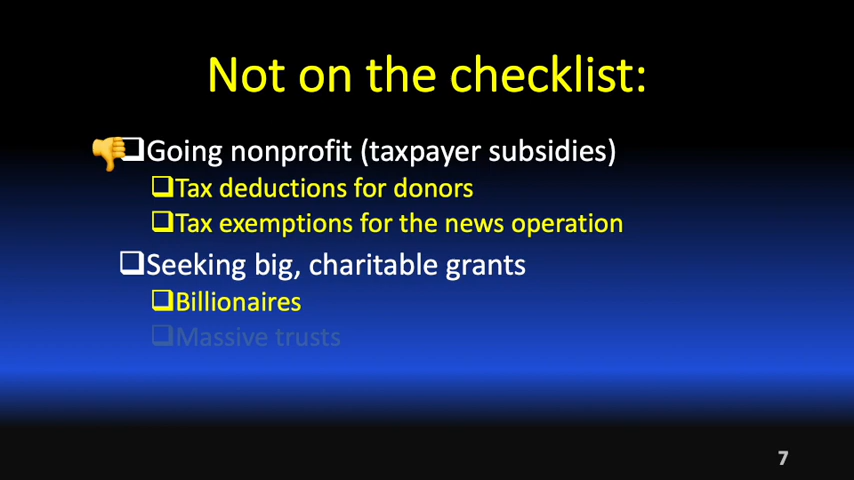 Not on the checklist:
Going nonprofit (taxpayer subsidies)
Tax deductions for donors
Tax exemptions for the news operation
Seeking big, charitable grants
Billionaires
Massive trusts
7